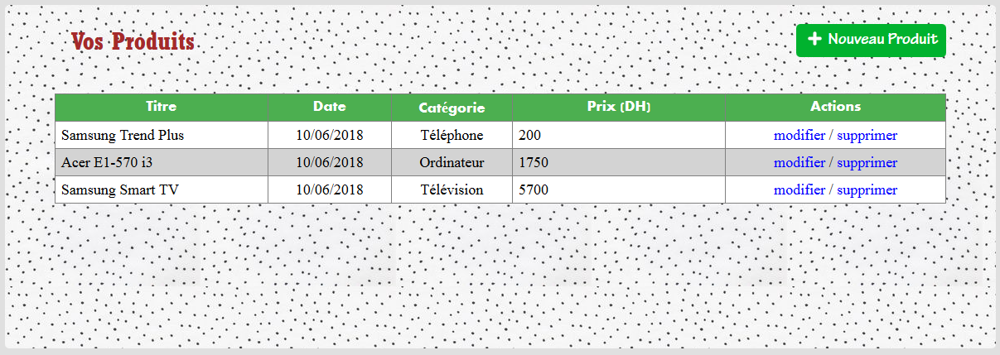 Vos Produits
Nouveau Produit
Titre Date Catégorie Prix (DH) Actions
Samsung Trend Plus 10/06/2018 Téléphone 200 modifier / supprimer
Acer E1-570 i3 10/06/2018 Ordinateur 1750 modifier / supprimer
Samsung Smart TV 10/06/2018 Télévision 5700 modifier / supprimer